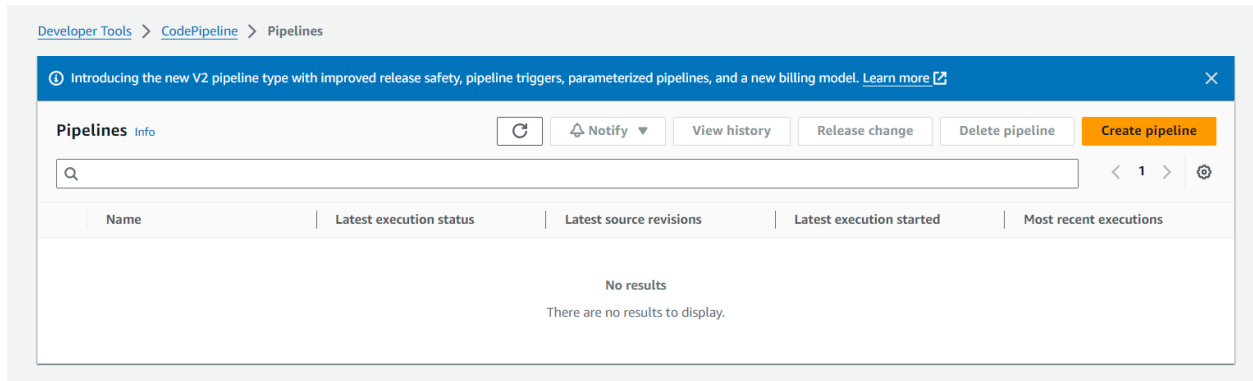 Developer Tools > CodePipeline > Pipelines
Introducing the new V2 pipeline type with improved release safety, pipeline triggers, parameterized pipelines, and a new billing model. Learn more
Pipelines Info Notify View history Release change Delete pipeline Create pipeline
1
Name Latest execution status Latest source revisions Latest execution started Most recent executions
No results
There are no results to display.